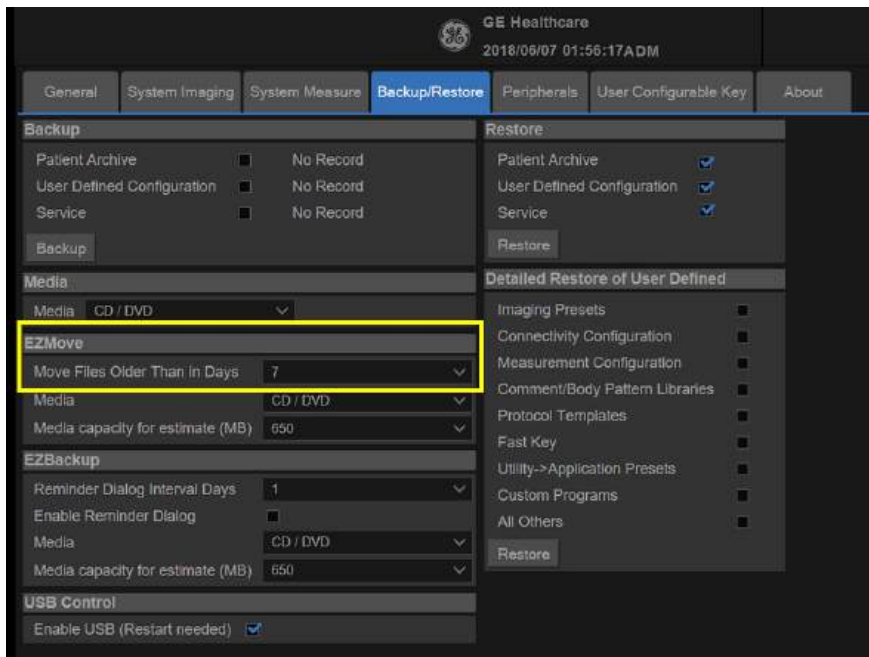 GE Healthcare
2018/06/07 01:56:17ADM
General System Imaging System Measure Backup/Restore Peripherals User Configurable Key About
Backup
Patient Archive No Record
User Defined Configuration No Record
Service No Record
Backup
Media
Media CD / DVD
EZMove
Move Files Older Than in Days 7
Media CD / DVD
Media capacity for estimate (MB) 650
EZBackup
Reminder Dialog Interval Days 1
Enable Reminder Dialog
Media CD / DVD
Media capacity for estimate (MB) 650
USB Control
Enable USB (Restart needed)
Restore
Patient Archive
User Defined Configuration
Service
Restore
Detailed Restore of User Defined
Imaging Presets
Connectivity Configuration
Measurement Configuration
Comment/Body Pattern Libraries
Protocol Templates
Fast Key
Utility->Application Presets
Custom Programs
All Others
Restore